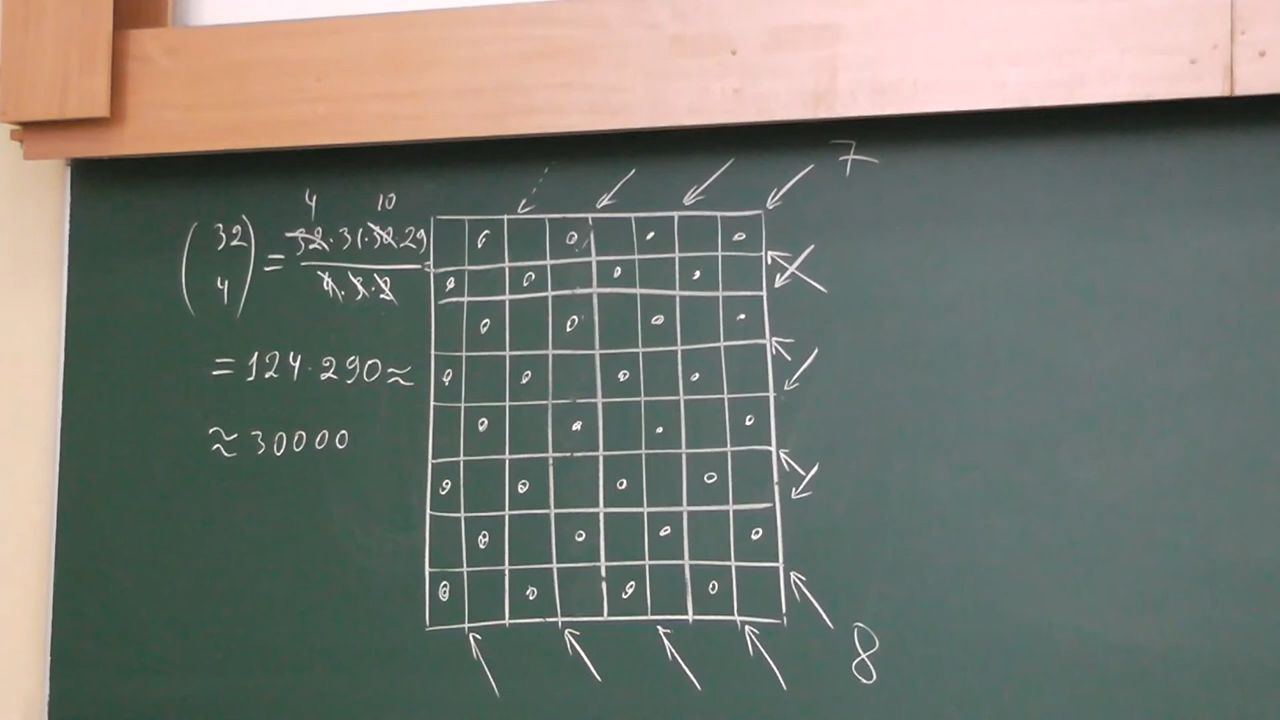 (32 4) = 32·31·30·29 / 4·3·2
4 10
= 124·290 ≈
≈ 30000
7
8